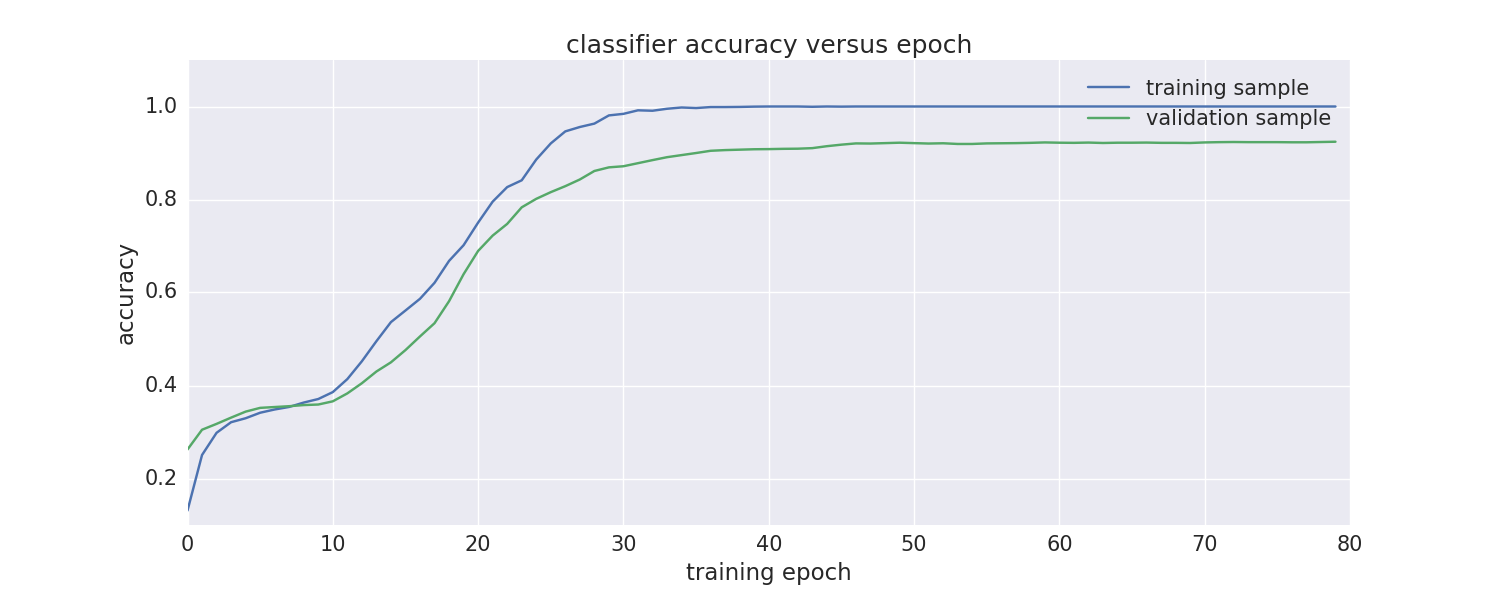 classifier accuracy versus epoch
training sample
validation sample
1.0
0.8
0.6
0.4
0.2
accuracy
0 10 20 30 40 50 60 70 80
training epoch